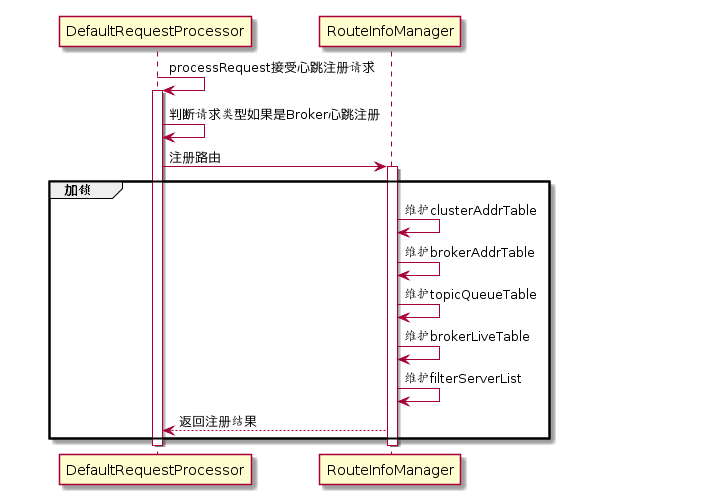 DefaultRequestProcessor
RouteInfoManager
processRequest接受心跳注册请求
判断请求类型如果是Broker心跳注册
注册路由
加锁
维护clusterAddrTable
维护brokerAddrTable
维护topicQueueTable
维护brokerLiveTable
维护filterServerList
返回注册结果
DefaultRequestProcessor
RouteInfoManager